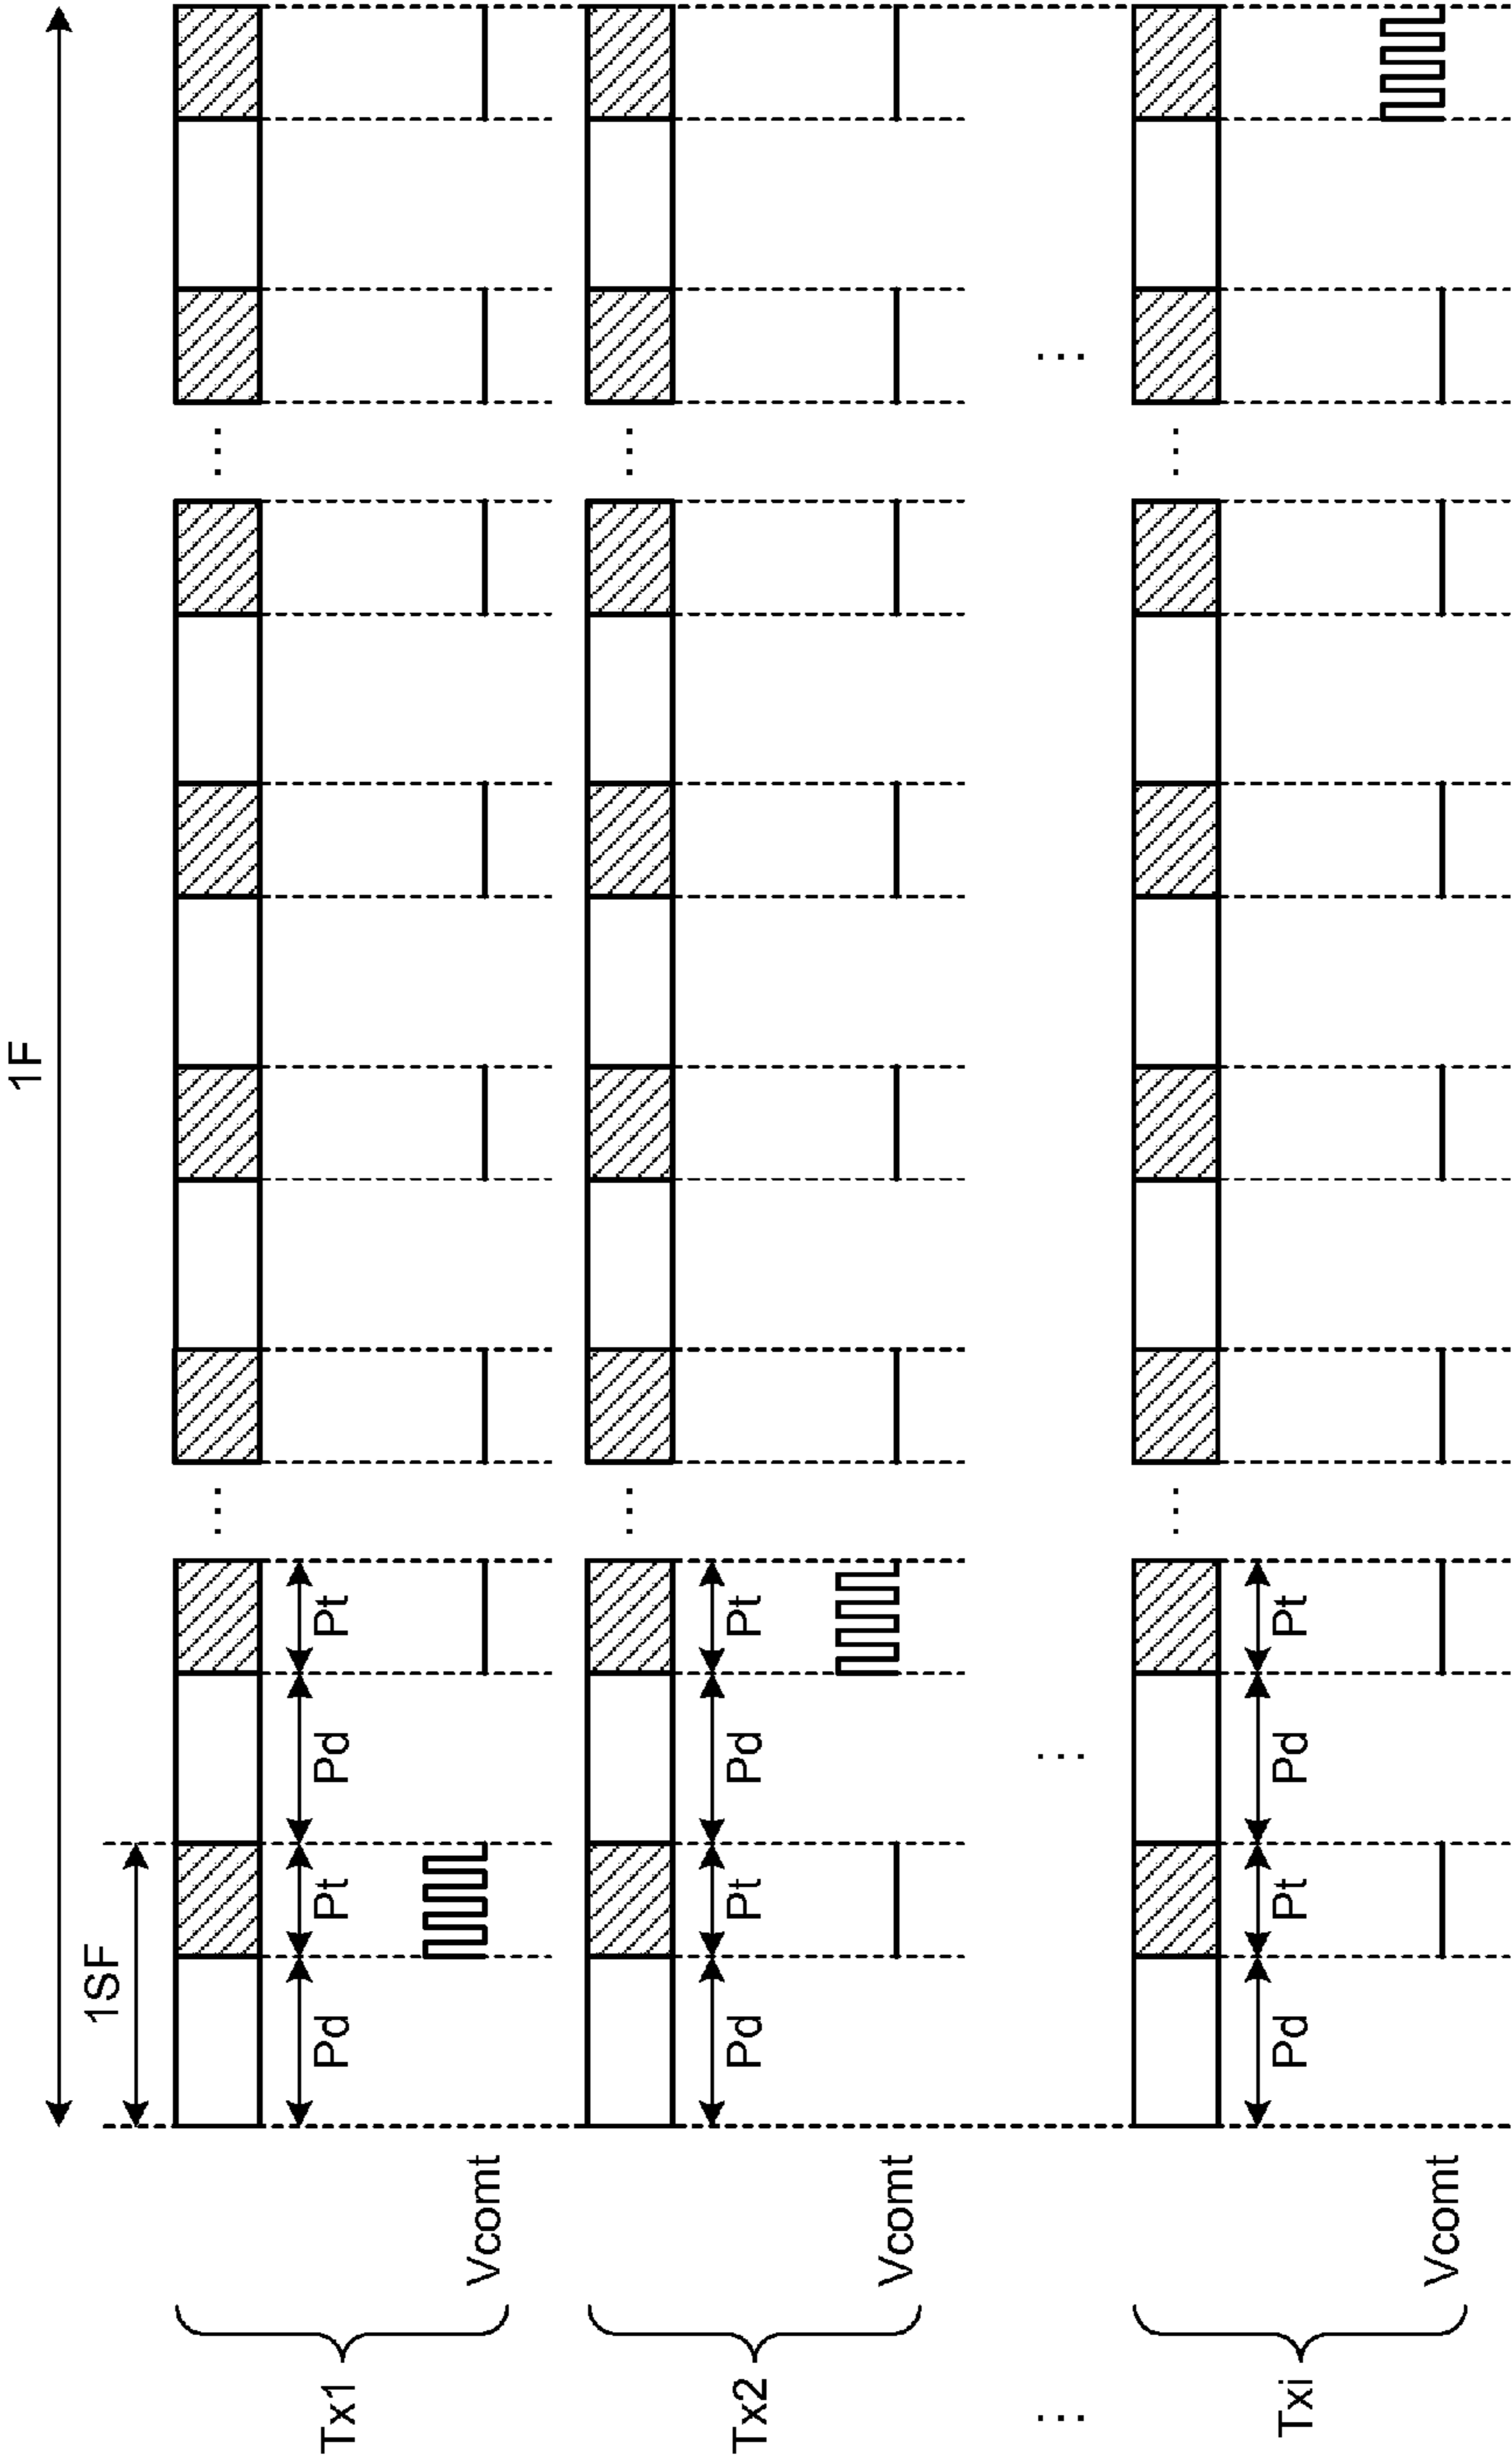 1F
1SF
Tx1
Pd
Pt
Pd
Pt
...
...
Vcomt
Tx2
Pd
Pt
Pd
Pt
...
...
Vcomt
...
...
...
Txi
Pd
Pt
Pd
Pt
...
...
Vcomt